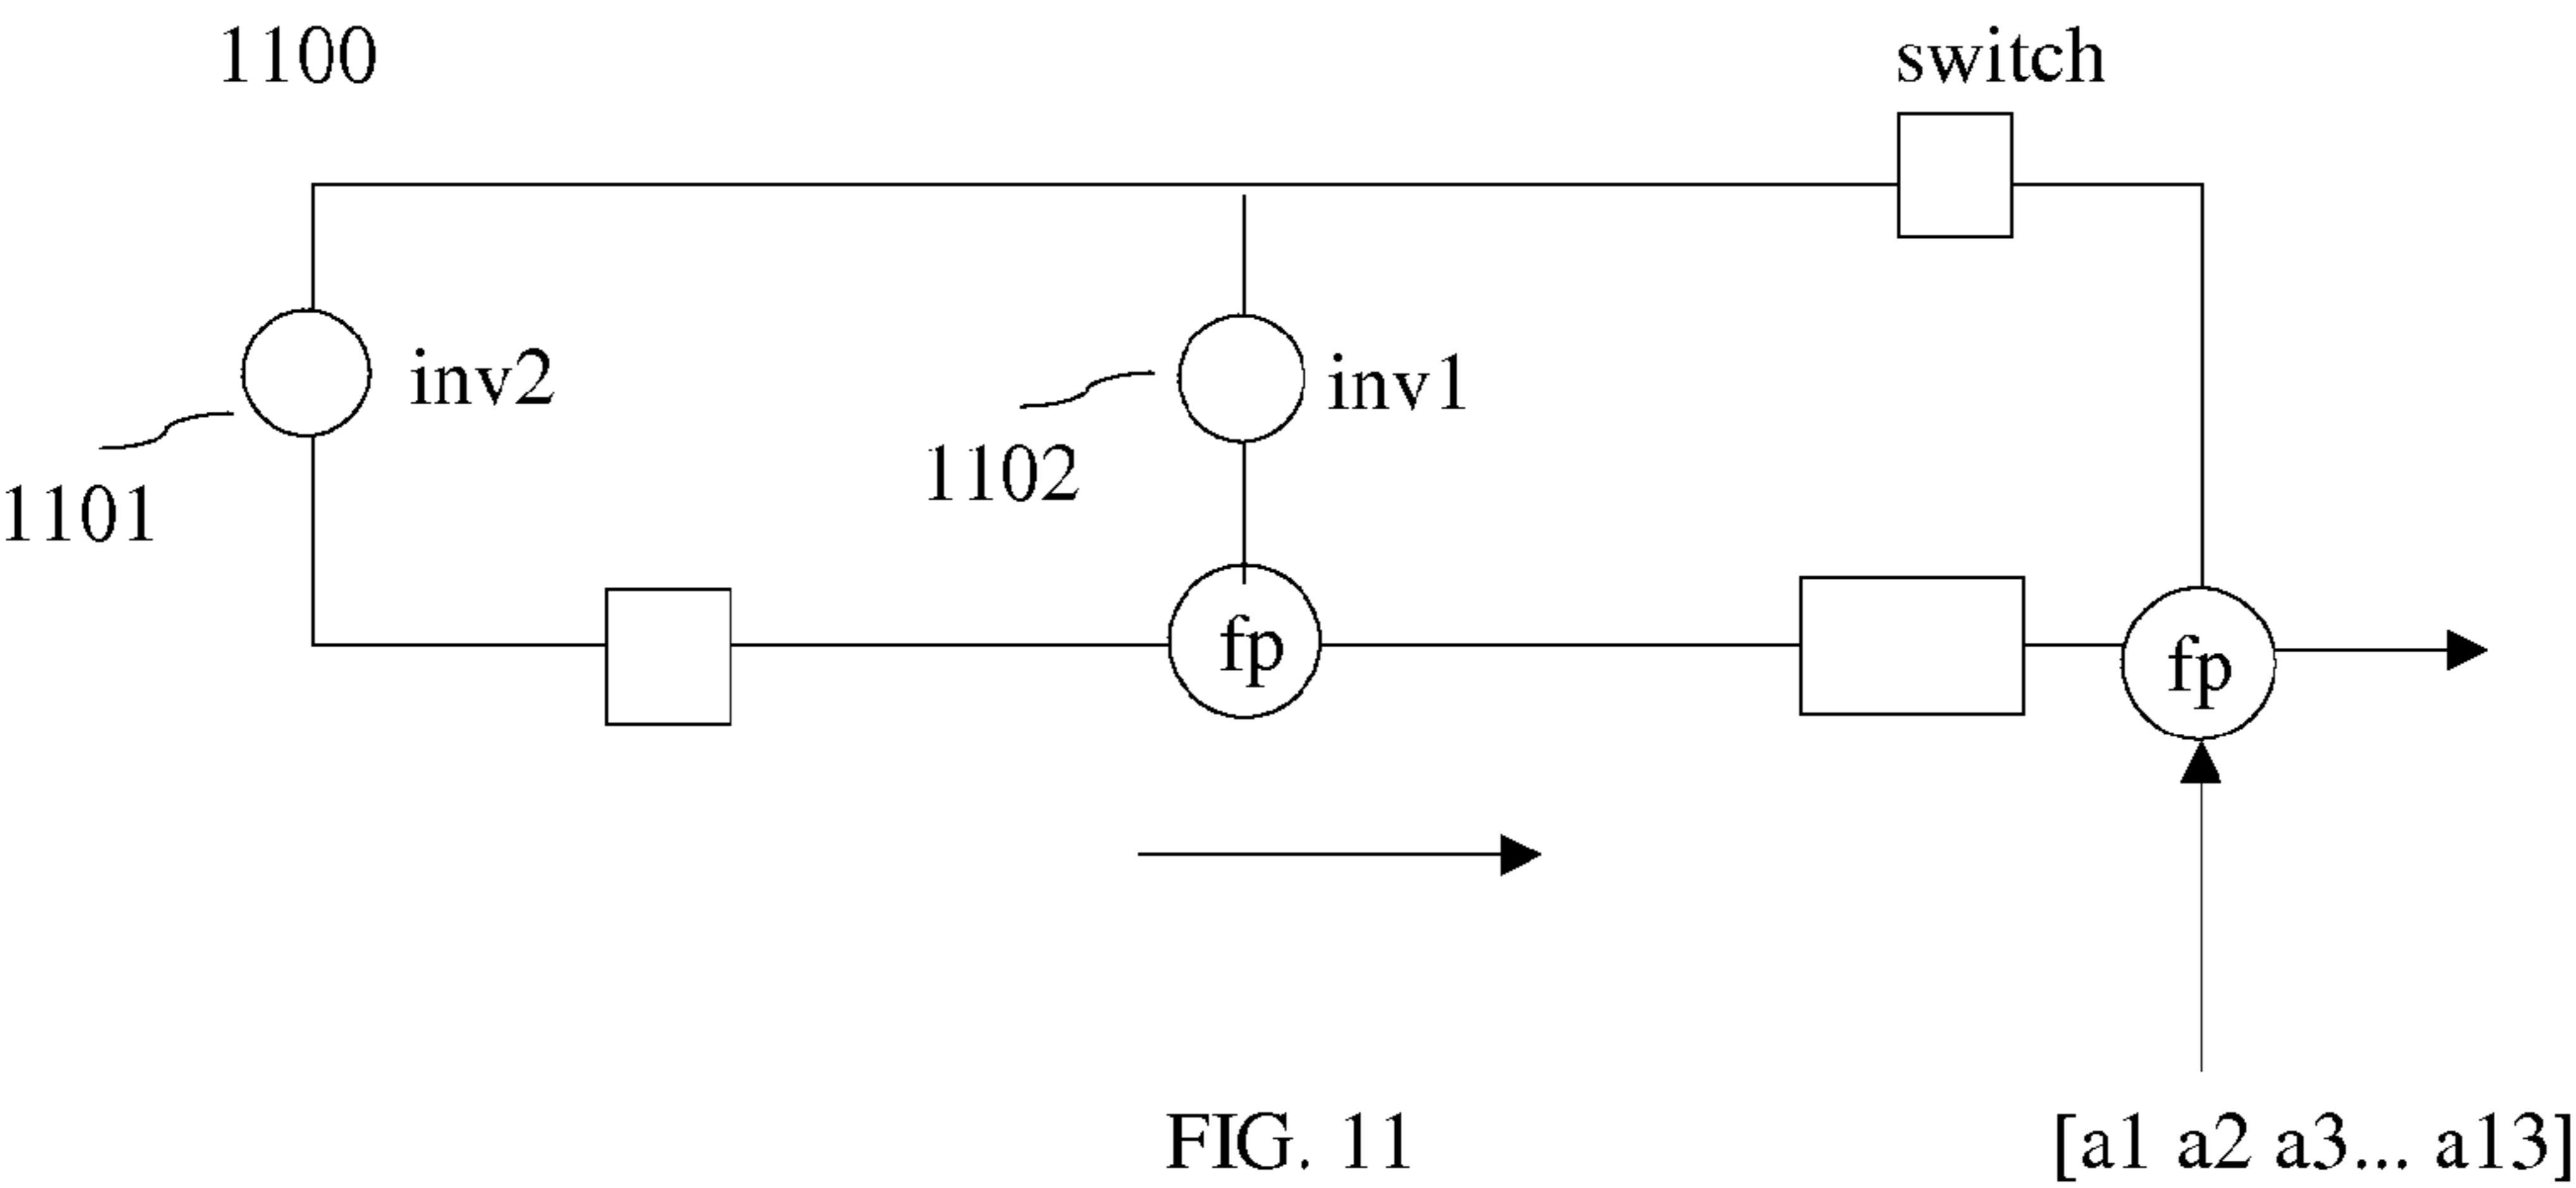 1100
switch
inv2
inv1
1102
1101
fp
fp
FIG. 11
[a1 a2 a3... a13]